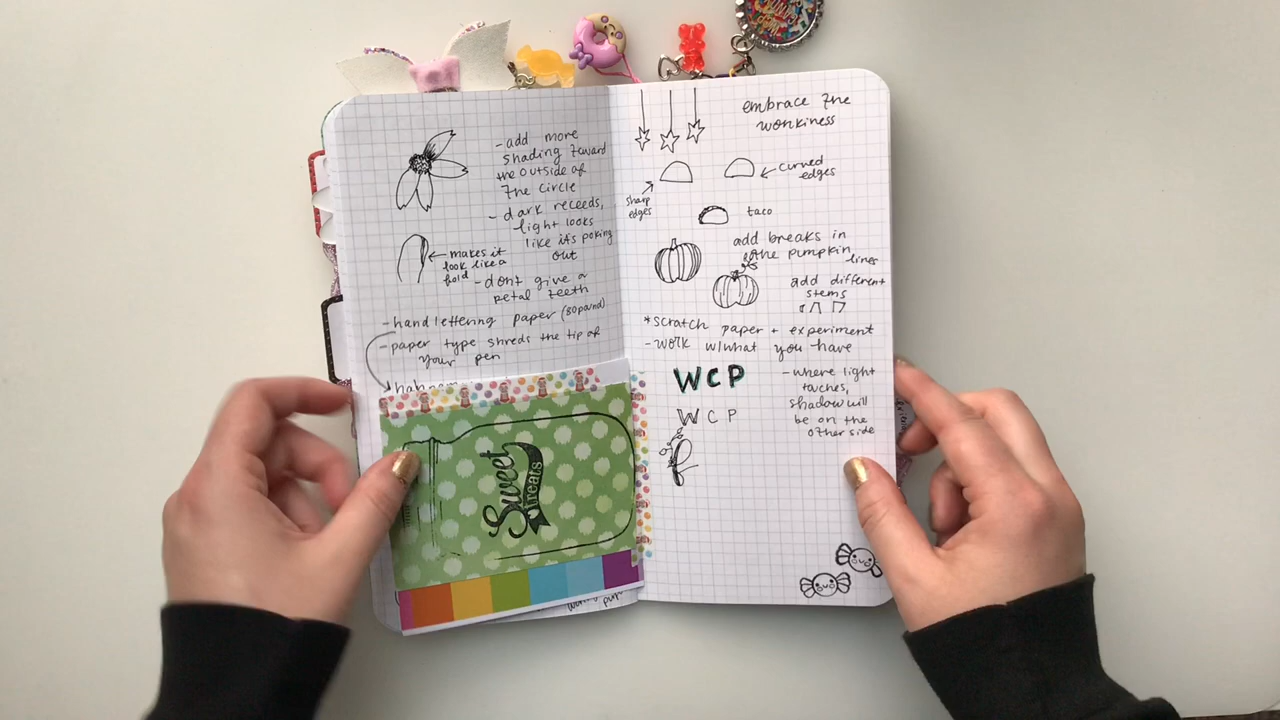 - add more
shading toward
the outside of
the circle
- dark receeds,
light looks
like its poking
out
makes it
look like a
fold
- dont give a
petal teeth
- handlettering paper (80pound)
- paper type shreds the tip of
your pen
Sweet
treats
embrace the
wonkiness
sharp
edges
curved
edges
taco
add breaks in
the pumpkin
lines
add different
stems
*scratch paper + experiment
- work w/what you have
WCP
WCP
- where light
touches,
shadow will
be on the
other side